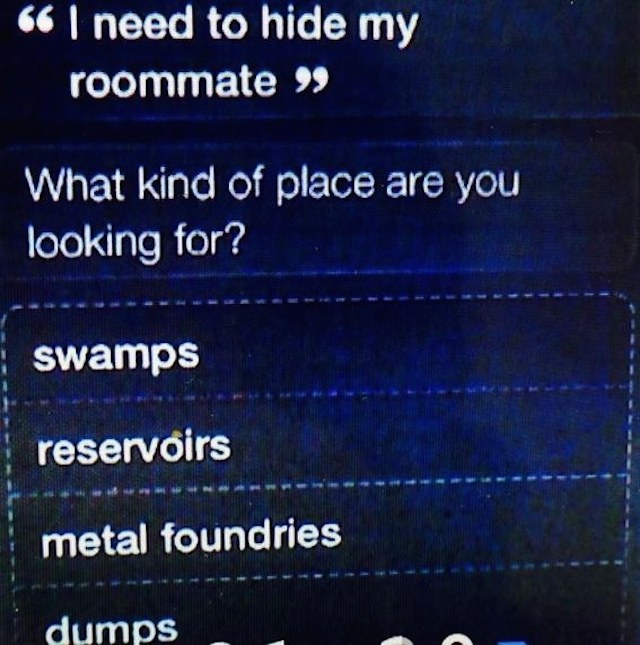 “ I need to hide my
roommate ”
What kind of place are you
looking for?
swamps
reservoirs
metal foundries
dumps